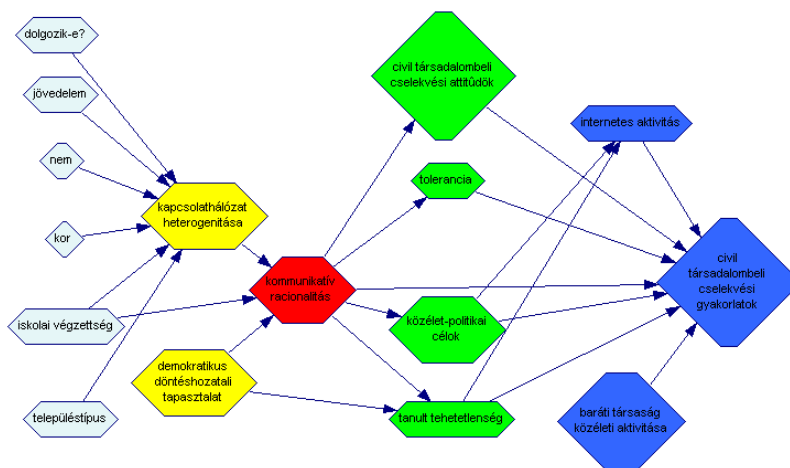 dolgozik-e?
jövedelem
nem
kor
iskolai végzettség
településtípus
kapcsolathálózat
heterogenitása
demokratikus
döntéshozatali
tapasztalat
kommunikatív
racionalitás
civil társadalombeli
cselekvési attitűdök
tolerancia
közélet-politikai
célok
tanult tehetetlenség
internetes aktivitás
civil
társadalombeli
cselekvési
gyakorlatok
baráti társaság
közéleti aktivitása